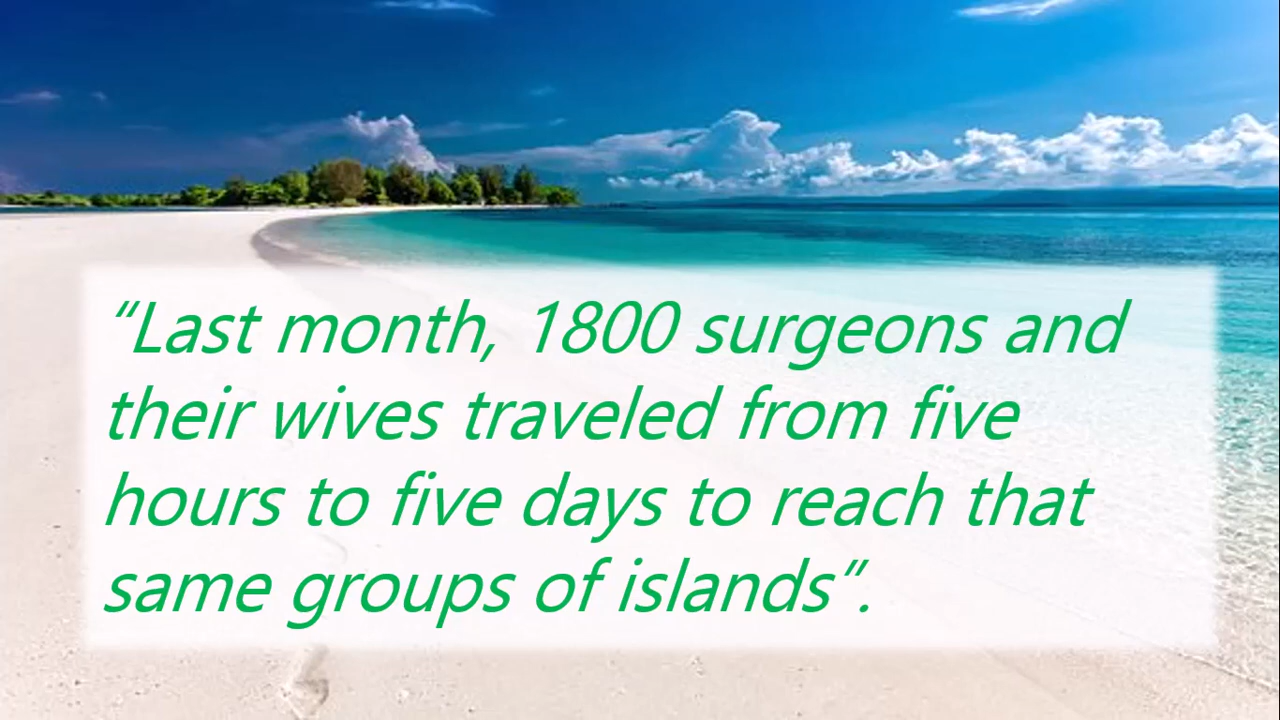 “Last month, 1800 surgeons and
their wives traveled from five
hours to five days to reach that
same groups of islands”.